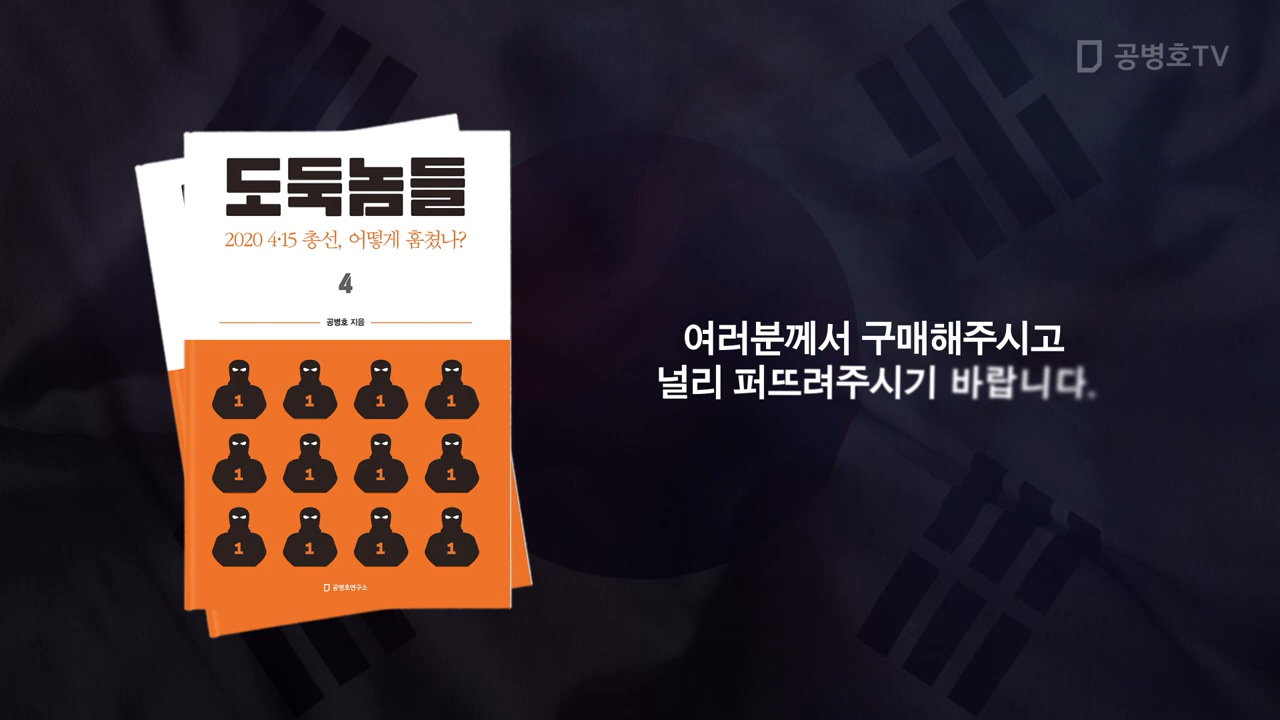 공병호TV
도둑놈들
2020 4·15 총선, 어떻게 훔쳤나?
4
공병호 지음
1 1 1 1
1 1 1 1
1 1 1 1
공병호연구소
여러분께서 구매해주시고
널리 퍼뜨려주시기 바랍니다.